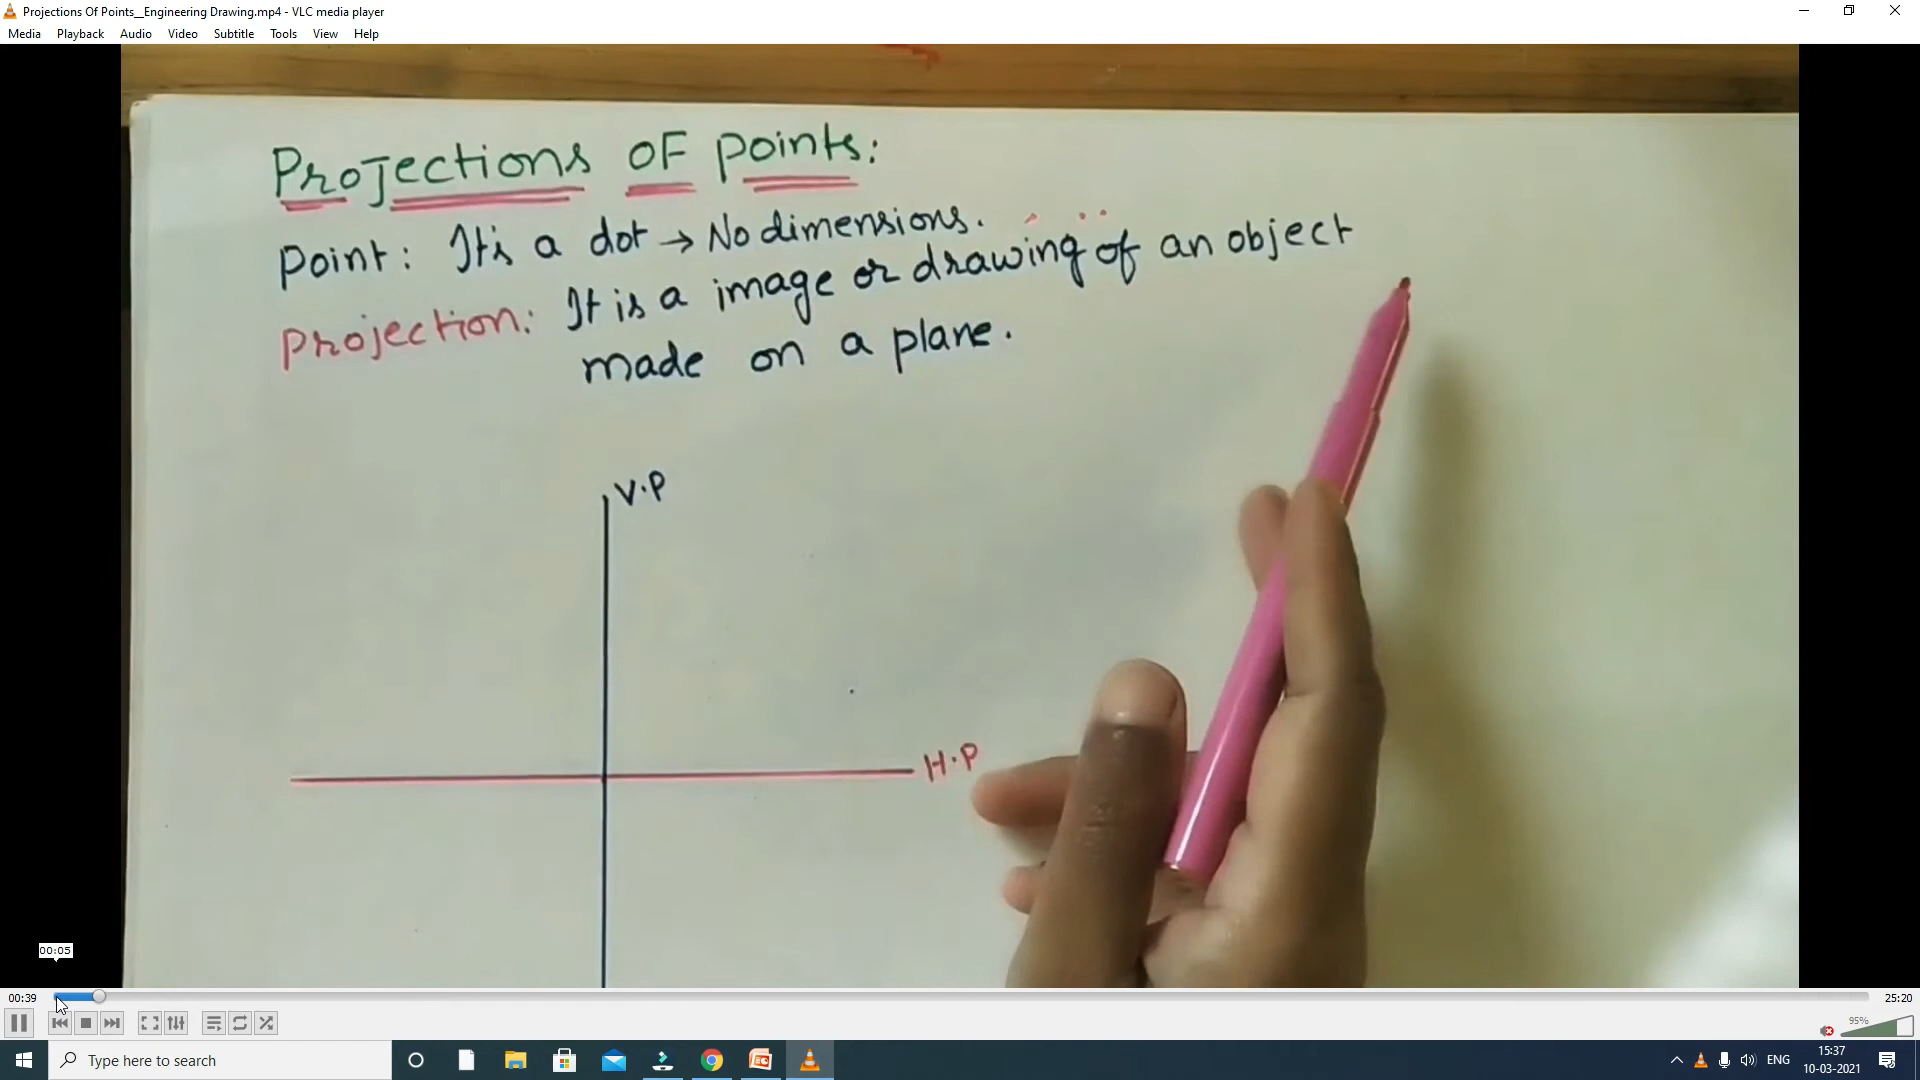 Projections Of Points__Engineering Drawing.mp4 - VLC media player
Media Playback Audio Video Subtitle Tools View Help
Projections of points:
Point: It's a dot → No dimensions.
Projection: It is a image or drawing of an object
made on a plane.
V.P
H.P
00:05
00:39
25:20
95%
Type here to search
ENG
15:37
10-03-2021